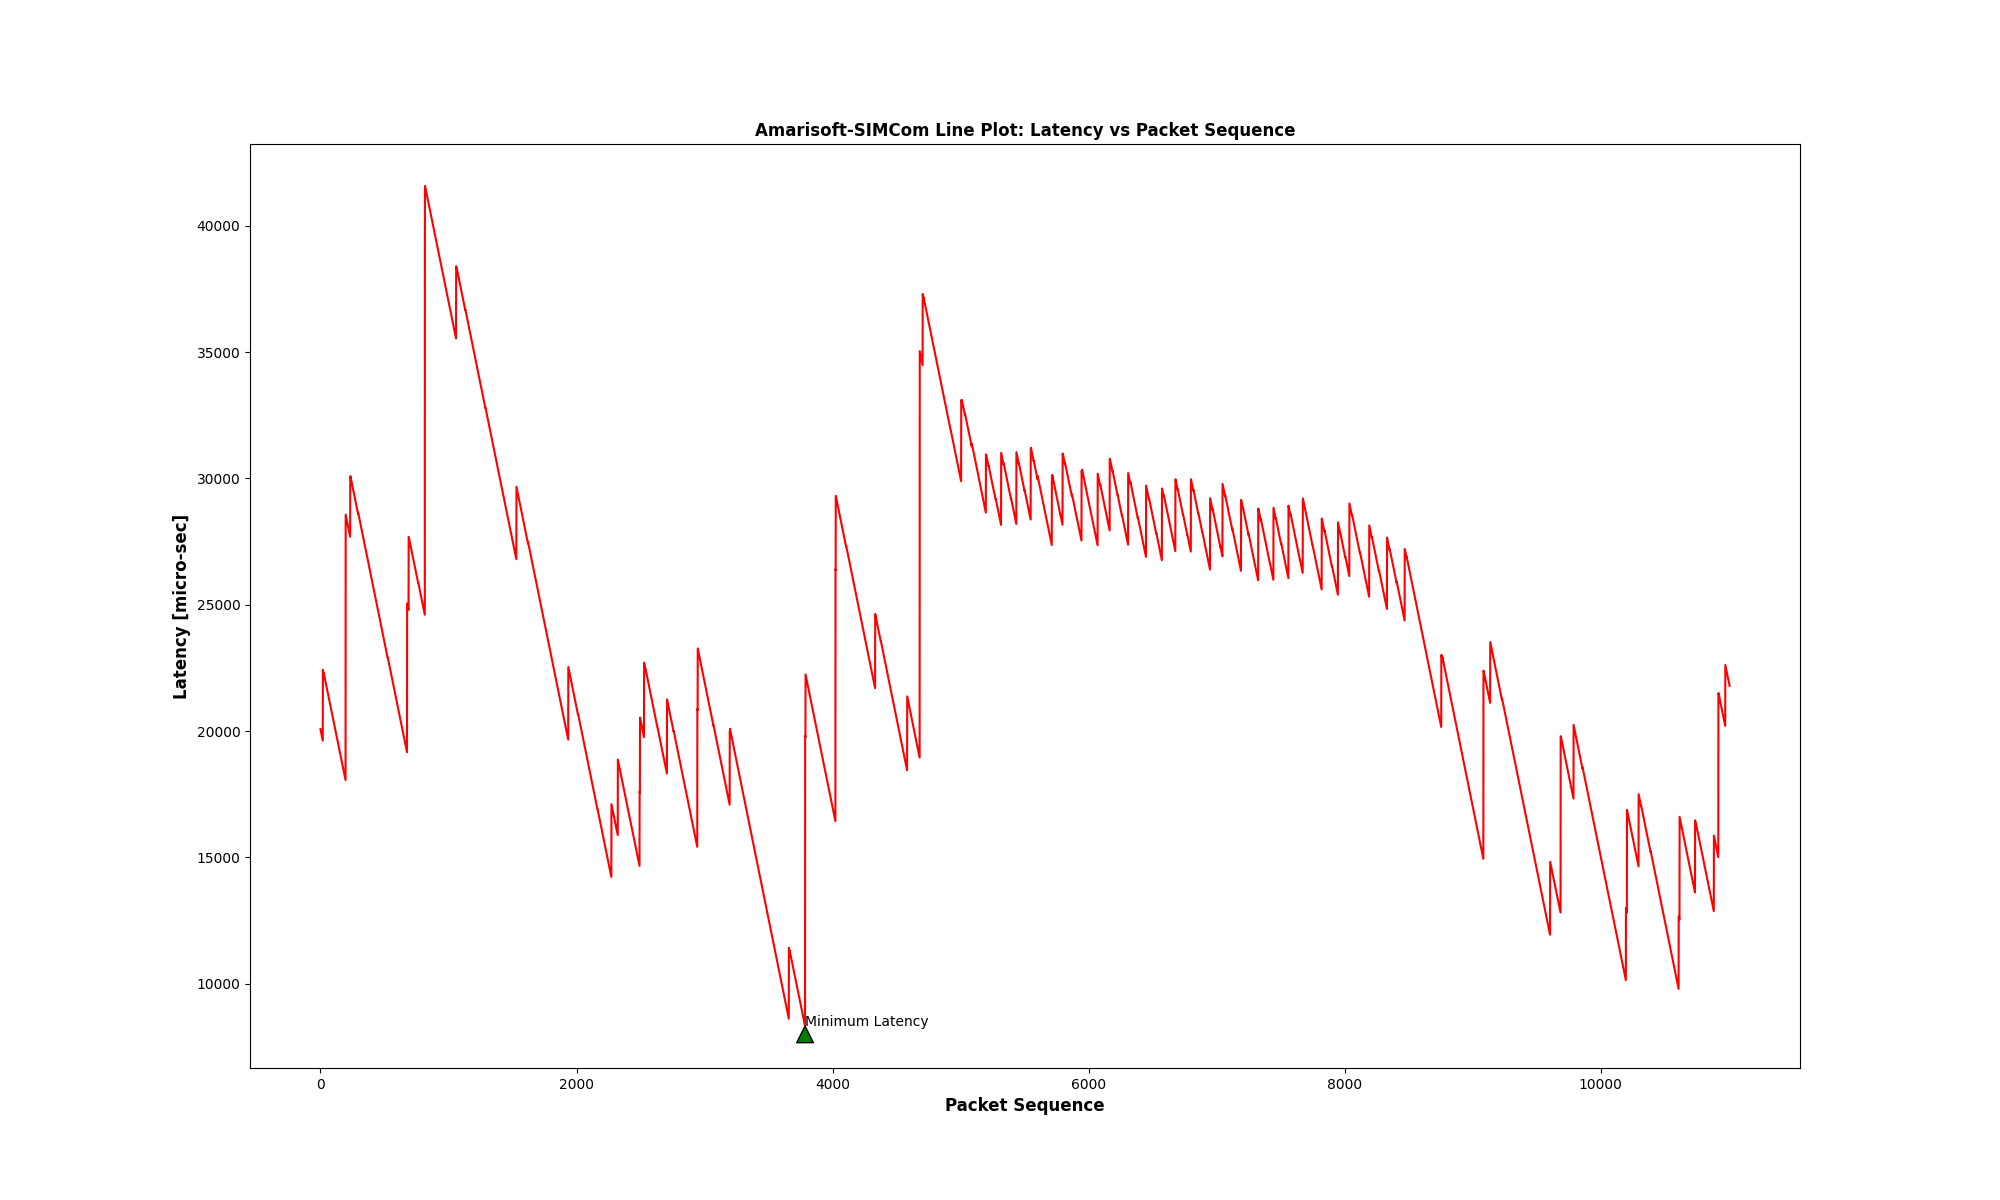 Amarisoft-SIMCom Line Plot: Latency vs Packet Sequence
Latency [micro-sec]
40000
35000
30000
25000
20000
15000
10000
Minimum Latency
0 2000 4000 6000 8000 10000
Packet Sequence